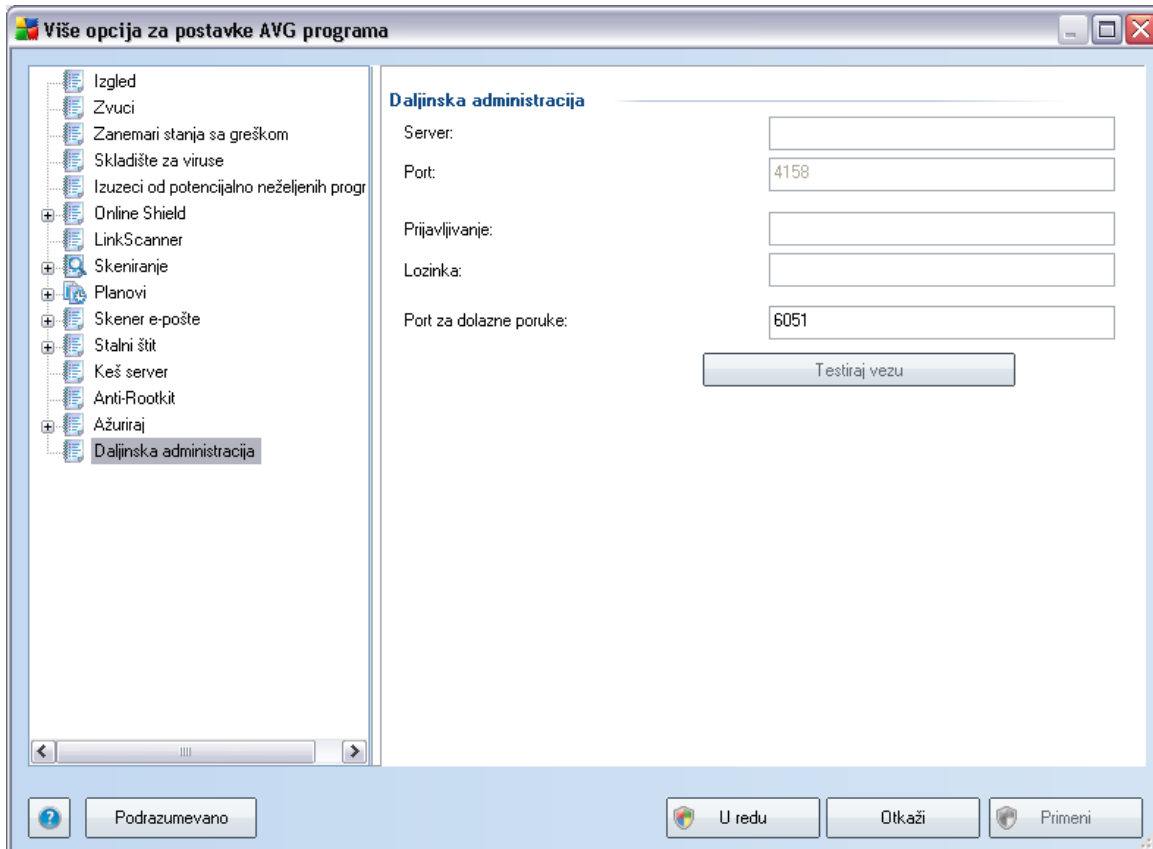 Više opcija za postavke AVG programa
Izgled
Zvuci
Zanemari stanja sa greškom
Skladište za viruse
Izuzeci od potencijalno neželjenih progr
Online Shield
LinkScanner
Skeniranje
Planovi
Skener e-pošte
Stalni štit
Keš server
Anti-Rootkit
Ažuriraj
Daljinska administracija
Daljinska administracija
Server:
Port: 4158
Prijavljivanje:
Lozinka:
Port za dolazne poruke: 6051
Testiraj vezu
Podrazumevano U redu Otkaži Primeni